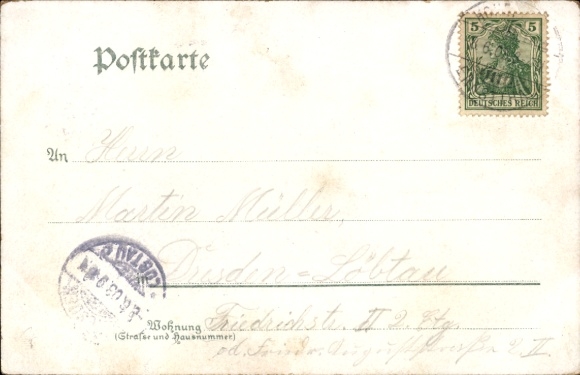 Postkarte
5 5
DEUTSCHES REICH
An Herrn
Martin Müller,
Dresden-Löbtau
Wohnung Friedrichstr. II 2. Etg.
(Straße und Hausnummer)
od.